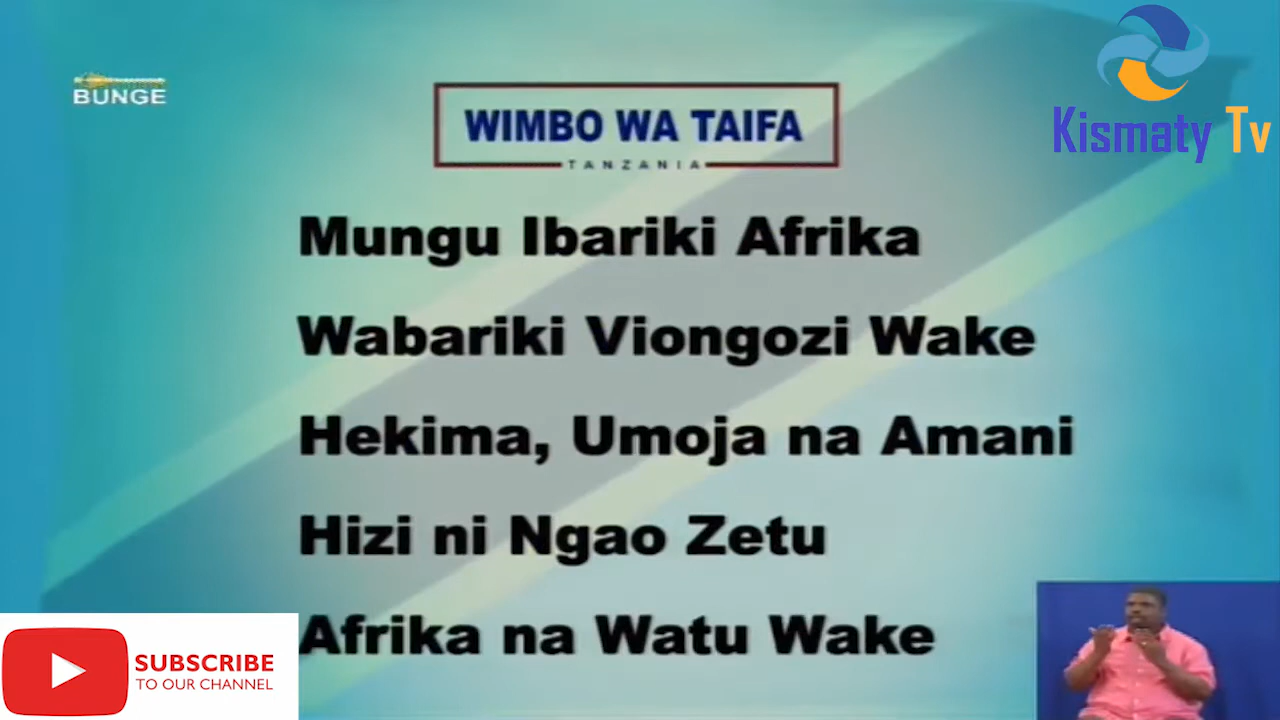 BUNGE
Kismaty Tv
WIMBO WA TAIFA
TANZANIA
Mungu Ibariki Afrika
Wabariki Viongozi Wake
Hekima, Umoja na Amani
Hizi ni Ngao Zetu
Afrika na Watu Wake
SUBSCRIBE
TO OUR CHANNEL